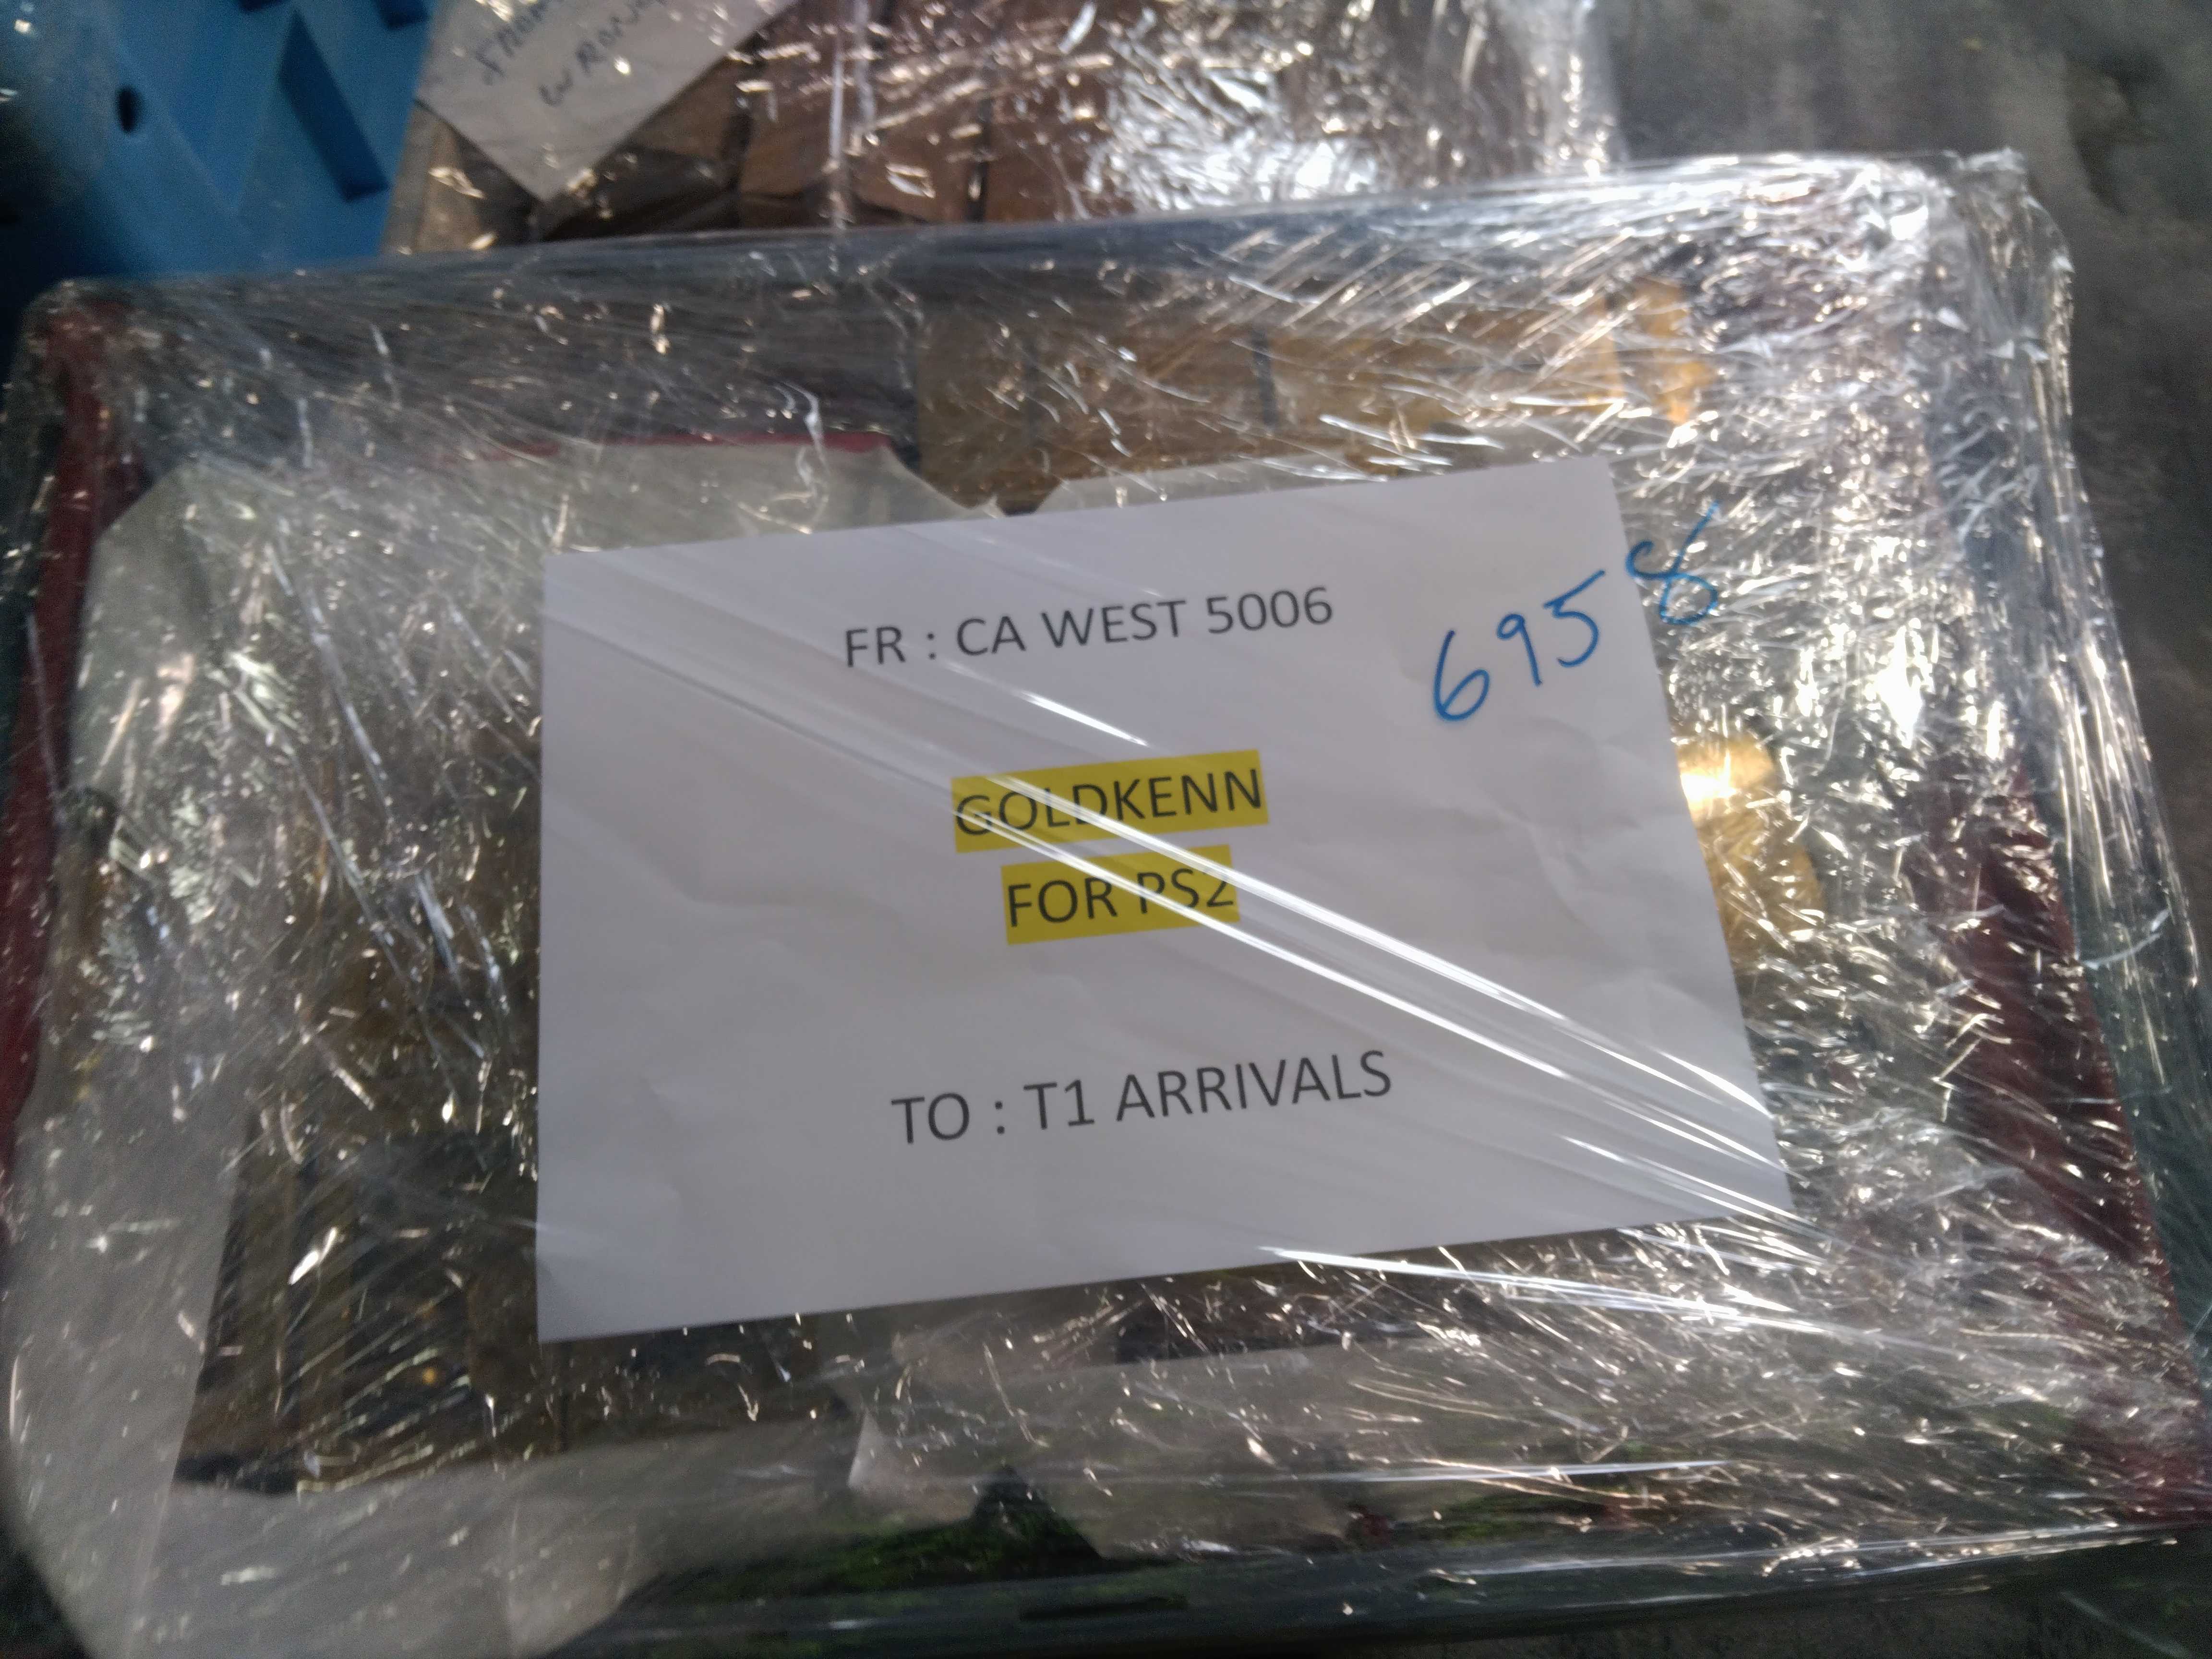 FR : CA WEST 5006
6958
GOLDKENN
FOR PS2
TO : T1 ARRIVALS